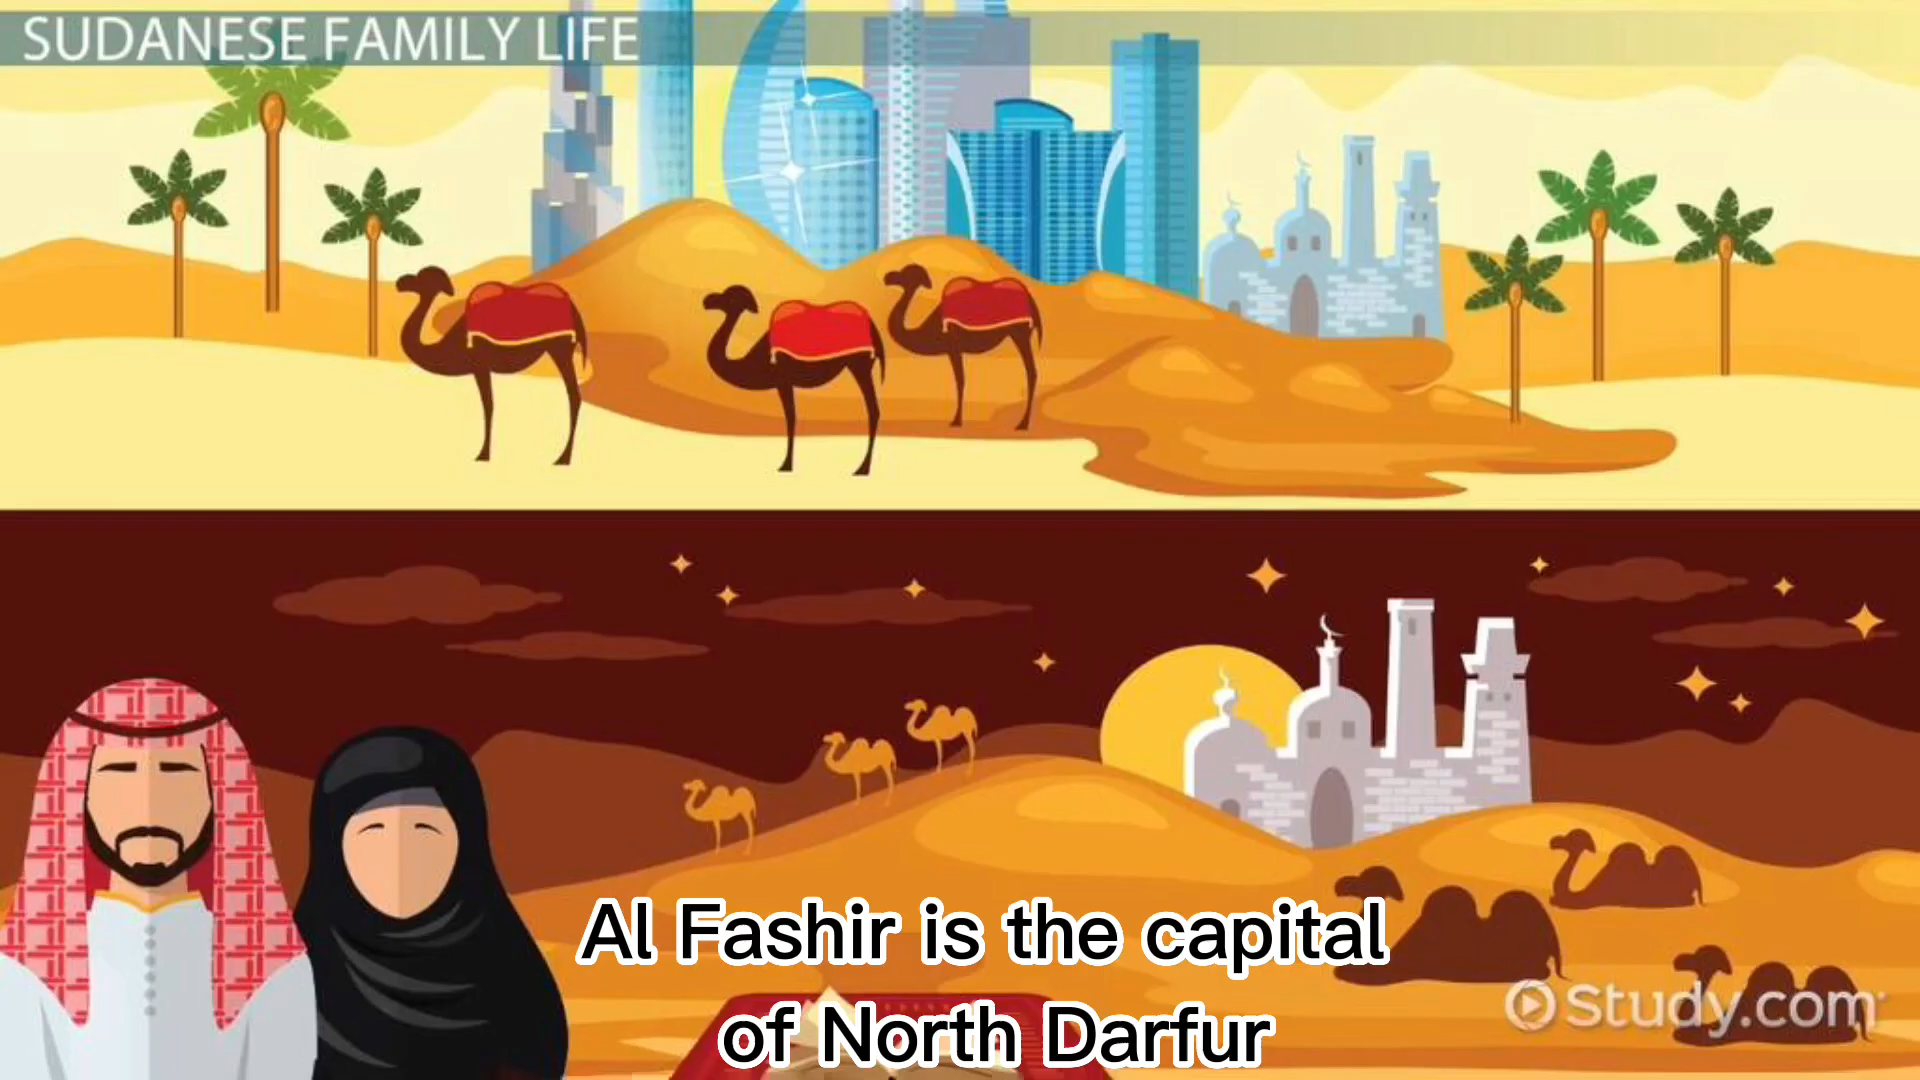 SUDANESE FAMILY LIFE
Al Fashir is the capital
of North Darfur
Study.com